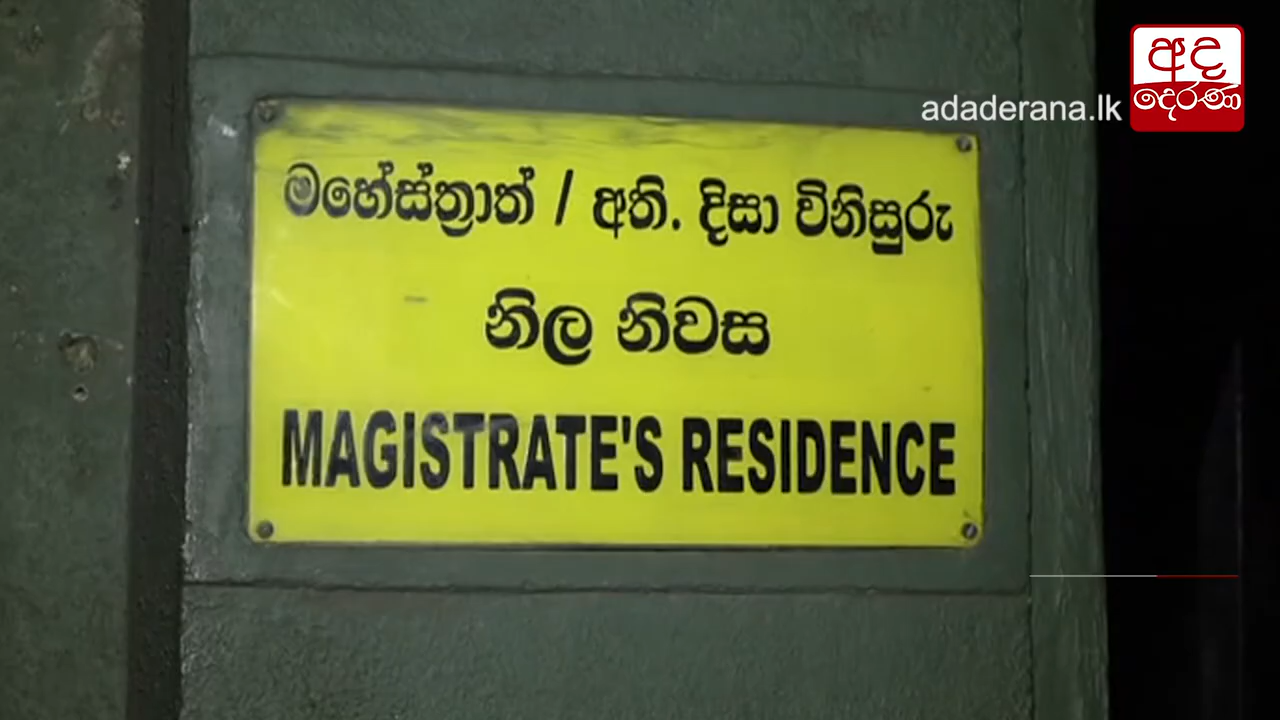 අද
දෙරණ
adaderana.lk
මහේස්ත්‍රාත් / අති. දිසා විනිසුරු
නිල නිවස
MAGISTRATE'S RESIDENCE